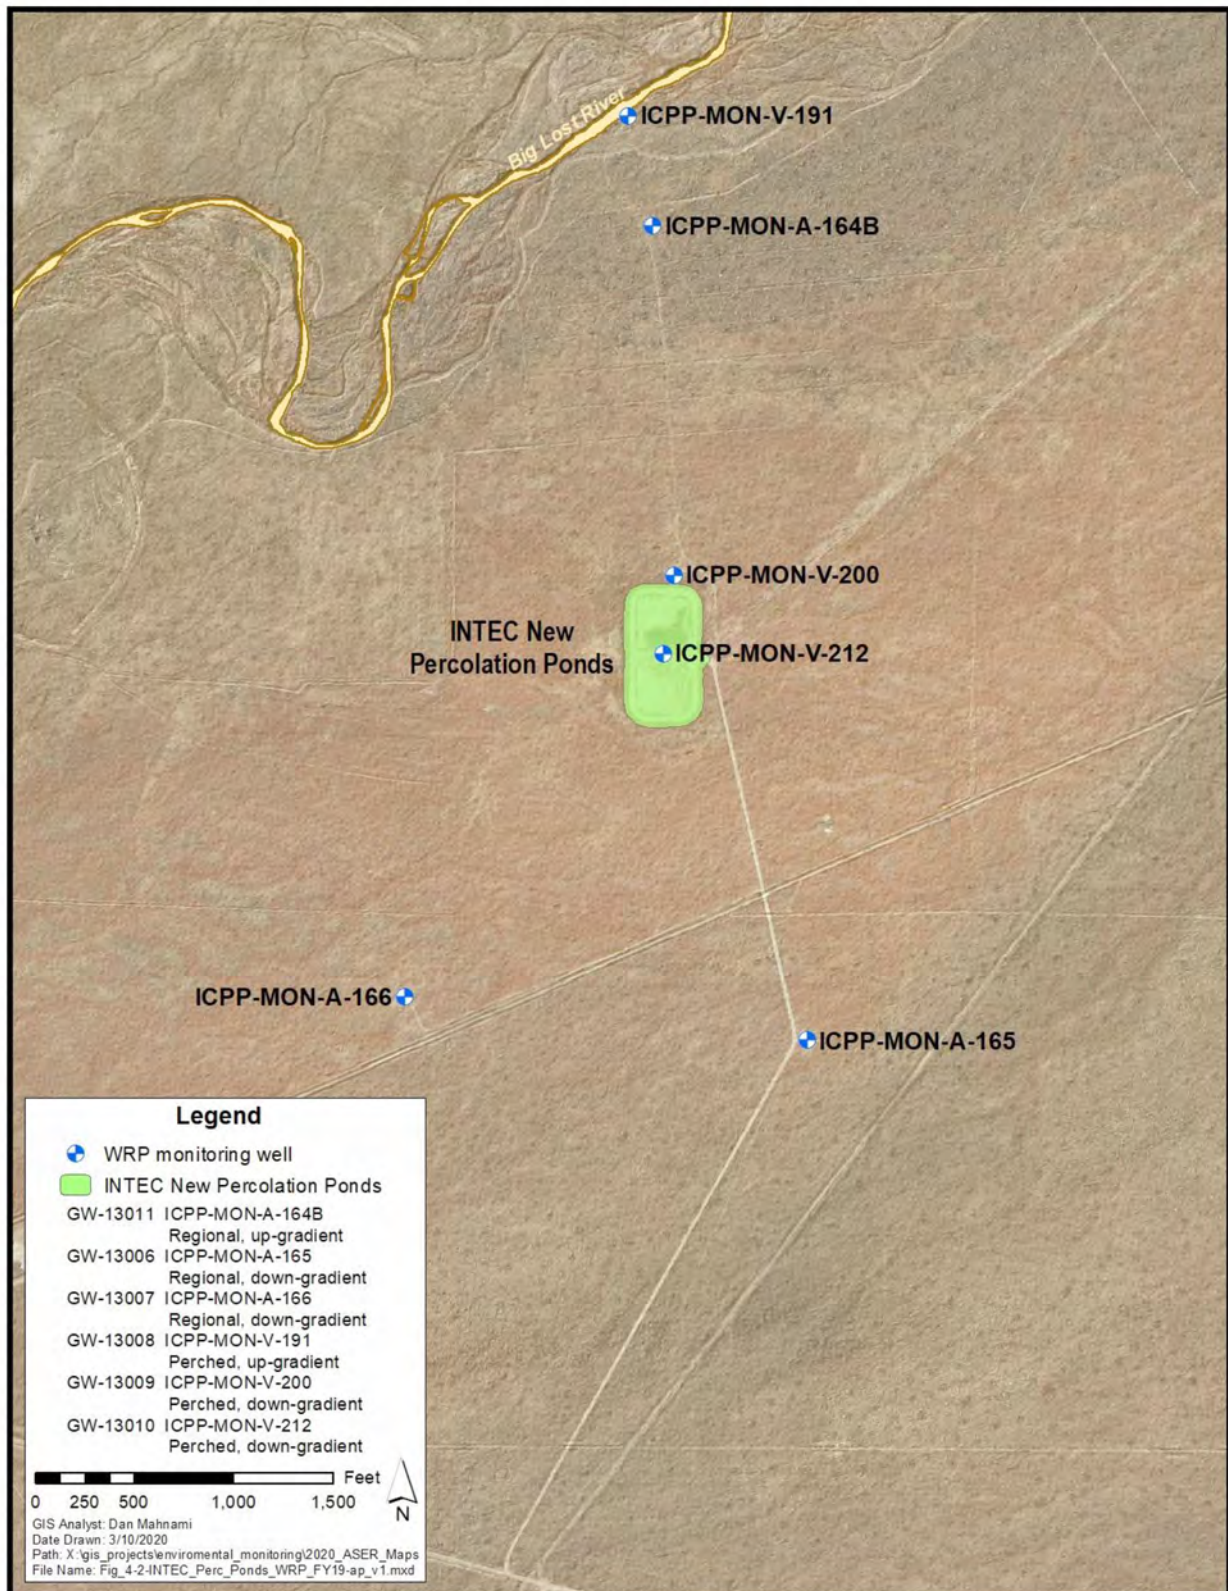 Big Lost River
ICPP-MON-V-191
ICPP-MON-A-164B
ICPP-MON-V-200
INTEC New
Percolation Ponds
ICPP-MON-V-212
ICPP-MON-A-166
ICPP-MON-A-165
Legend
WRP monitoring well
INTEC New Percolation Ponds
GW-13011 ICPP-MON-A-164B
Regional, up-gradient
GW-13006 ICPP-MON-A-165
Regional, down-gradient
GW-13007 ICPP-MON-A-166
Regional, down-gradient
GW-13008 ICPP-MON-V-191
Perched, up-gradient
GW-13009 ICPP-MON-V-200
Perched, down-gradient
GW-13010 ICPP-MON-V-212
Perched, down-gradient
Feet
0 250 500 1,000 1,500
N
GIS Analyst: Dan Mahnami
Date Drawn: 3/10/2020
Path: X:\gis_projects\enviromental_monitoring\2020_ASER_Maps
File Name: Fig_4-2-INTEC_Perc_Ponds_WRP_FY19-ap_v1.mxd